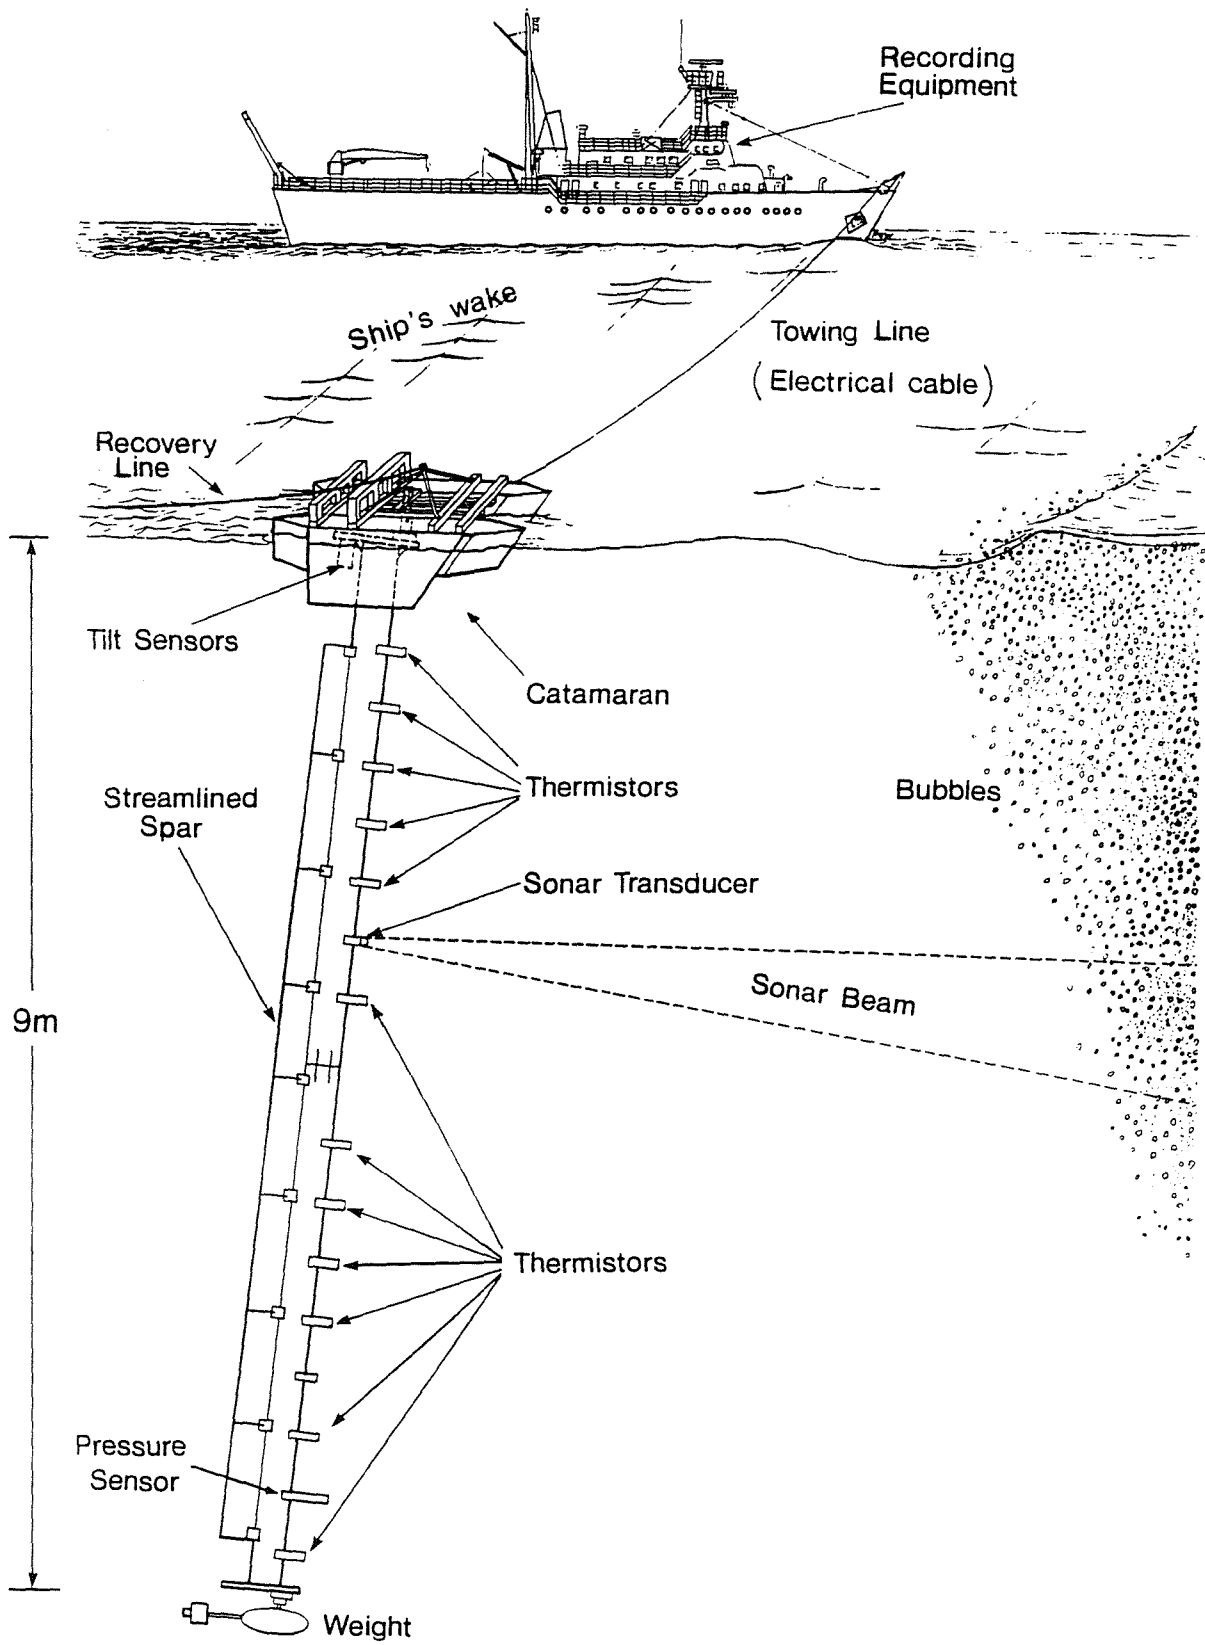 Recording
Equipment
Ship's wake
Towing Line
(Electrical cable)
Recovery
Line
Tilt Sensors
Catamaran
Thermistors
Streamlined
Spar
Bubbles
Sonar Transducer
Sonar Beam
9m
Thermistors
Pressure
Sensor
Weight